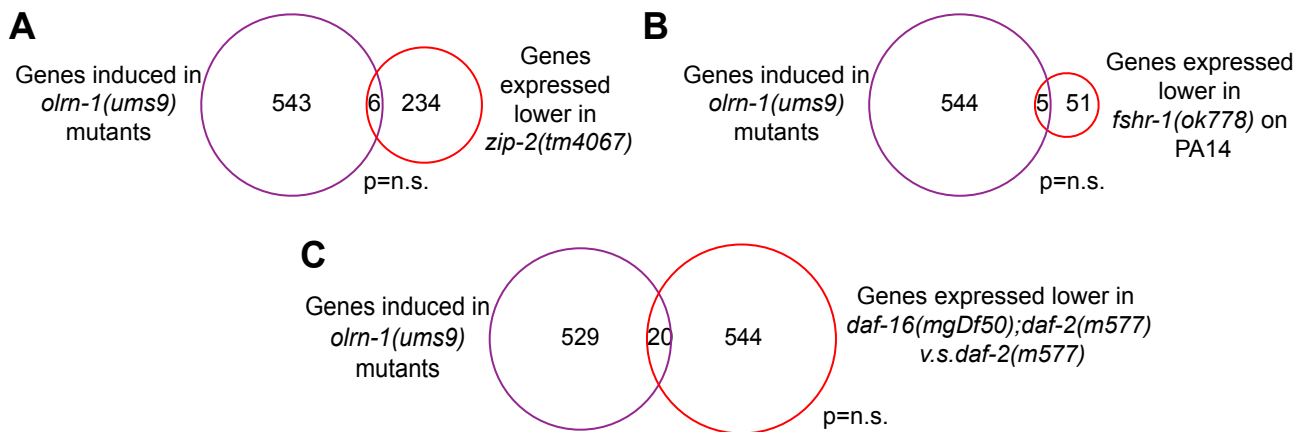 A
Genes induced in
olrn-1(ums9)
mutants
543
6
234
Genes
expressed
lower in
zip-2(tm4067)
p=n.s.
B
Genes induced in
olrn-1(ums9)
mutants
544
5
51
Genes expressed
lower in
fshr-1(ok778) on
PA14
p=n.s.
C
Genes induced in
olrn-1(ums9)
mutants
529
20
544
Genes expressed lower in
daf-16(mgDf50);daf-2(m577)
v.s.daf-2(m577)
p=n.s.